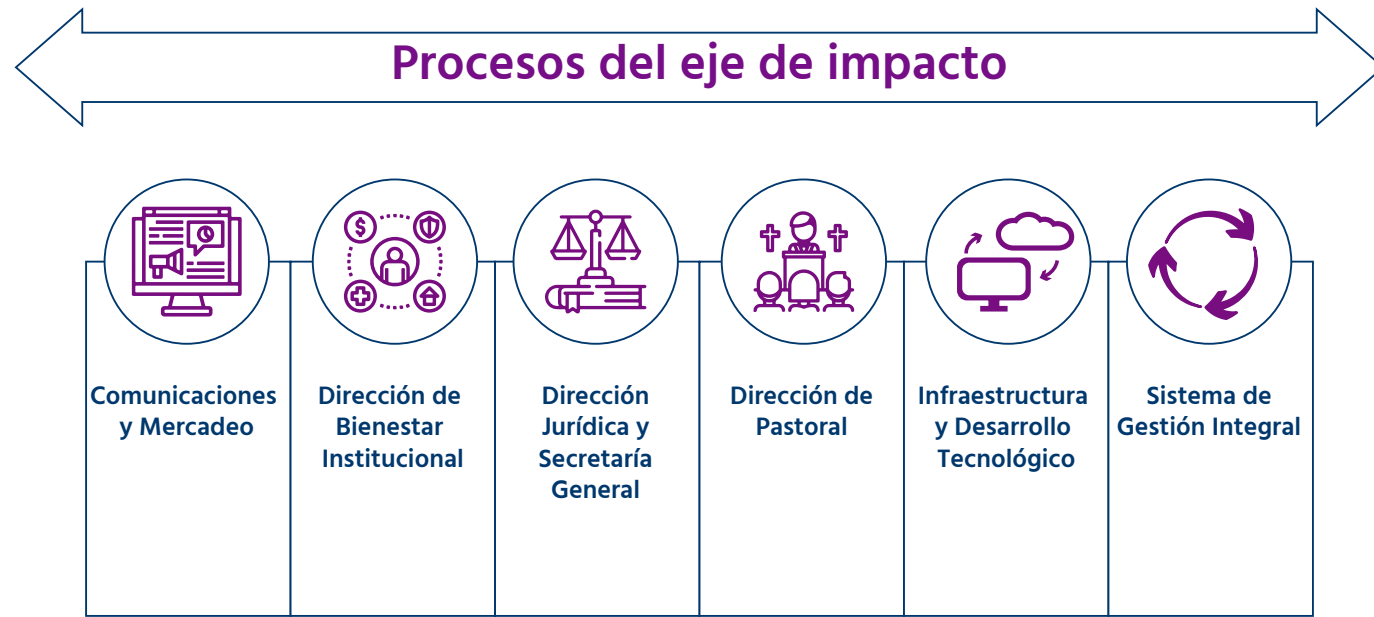 Procesos del eje de impacto
$
Comunicaciones
y Mercadeo
Dirección de
Bienestar
Institucional
Dirección
Jurídica y
Secretaría
General
Dirección de
Pastoral
Infraestructura
y Desarrollo
Tecnológico
Sistema de
Gestión Integral